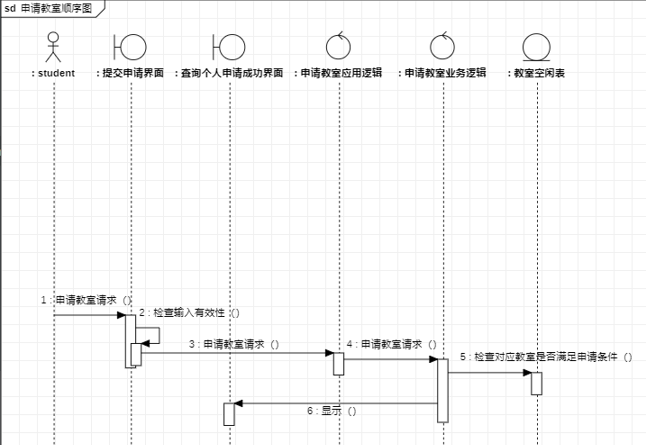 sd 申请教室顺序图
: student
: 提交申请界面
: 查询个人申请成功界面
: 申请教室应用逻辑
: 申请教室业务逻辑
: 教室空闲表
1 : 申请教室请求（）
2 : 检查输入有效性（）
3 : 申请教室请求（）
4 : 申请教室请求（）
5 : 检查对应教室是否满足申请条件（）
6 : 显示（）